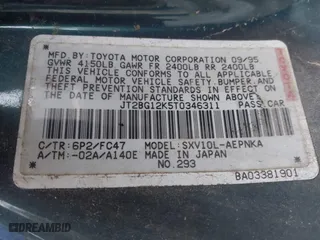 MFD. BY TOYOTA MOTOR CORPORATION 09/95
GVWR 4150LB GAWR FR 2400LB RR 2400LB
THIS VEHICLE CONFORMS TO ALL APPLICABLE
FEDERAL MOTOR VEHICLE SAFETY, BUMPER, AND
THEFT PREVENTION STANDARDS IN EFFECT ON
THE DATE OF MANUFACTURE SHOWN ABOVE.
JT2BG12K5T0346311 PASS. CAR
C/TR: 6P2/FC47 MODEL: SXV10L-AEPNKA
A/TM: -02A/A140E MADE IN JAPAN
NO. 293
BA03381901